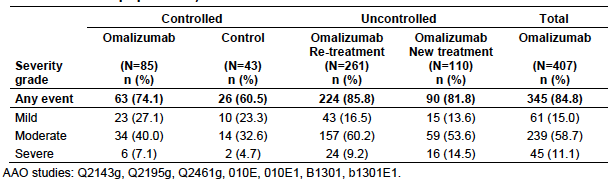 Controlled Uncontrolled Total
Omalizumab Control Omalizumab Omalizumab Omalizumab
Re-treatment New treatment
Severity (N=85) (N=43) (N=261) (N=110) (N=407)
grade n (%) n (%) n (%) n (%) n (%)
Any event 63 (74.1) 26 (60.5) 224 (85.8) 90 (81.8) 345 (84.8)
Mild 23 (27.1) 10 (23.3) 43 (16.5) 15 (13.6) 61 (15.0)
Moderate 34 (40.0) 14 (32.6) 157 (60.2) 59 (53.6) 239 (58.7)
Severe 6 (7.1) 2 (4.7) 24 (9.2) 16 (14.5) 45 (11.1)
AAO studies: Q2143g, Q2195g, Q2461g, 010E, 010E1, B1301, b1301E1.